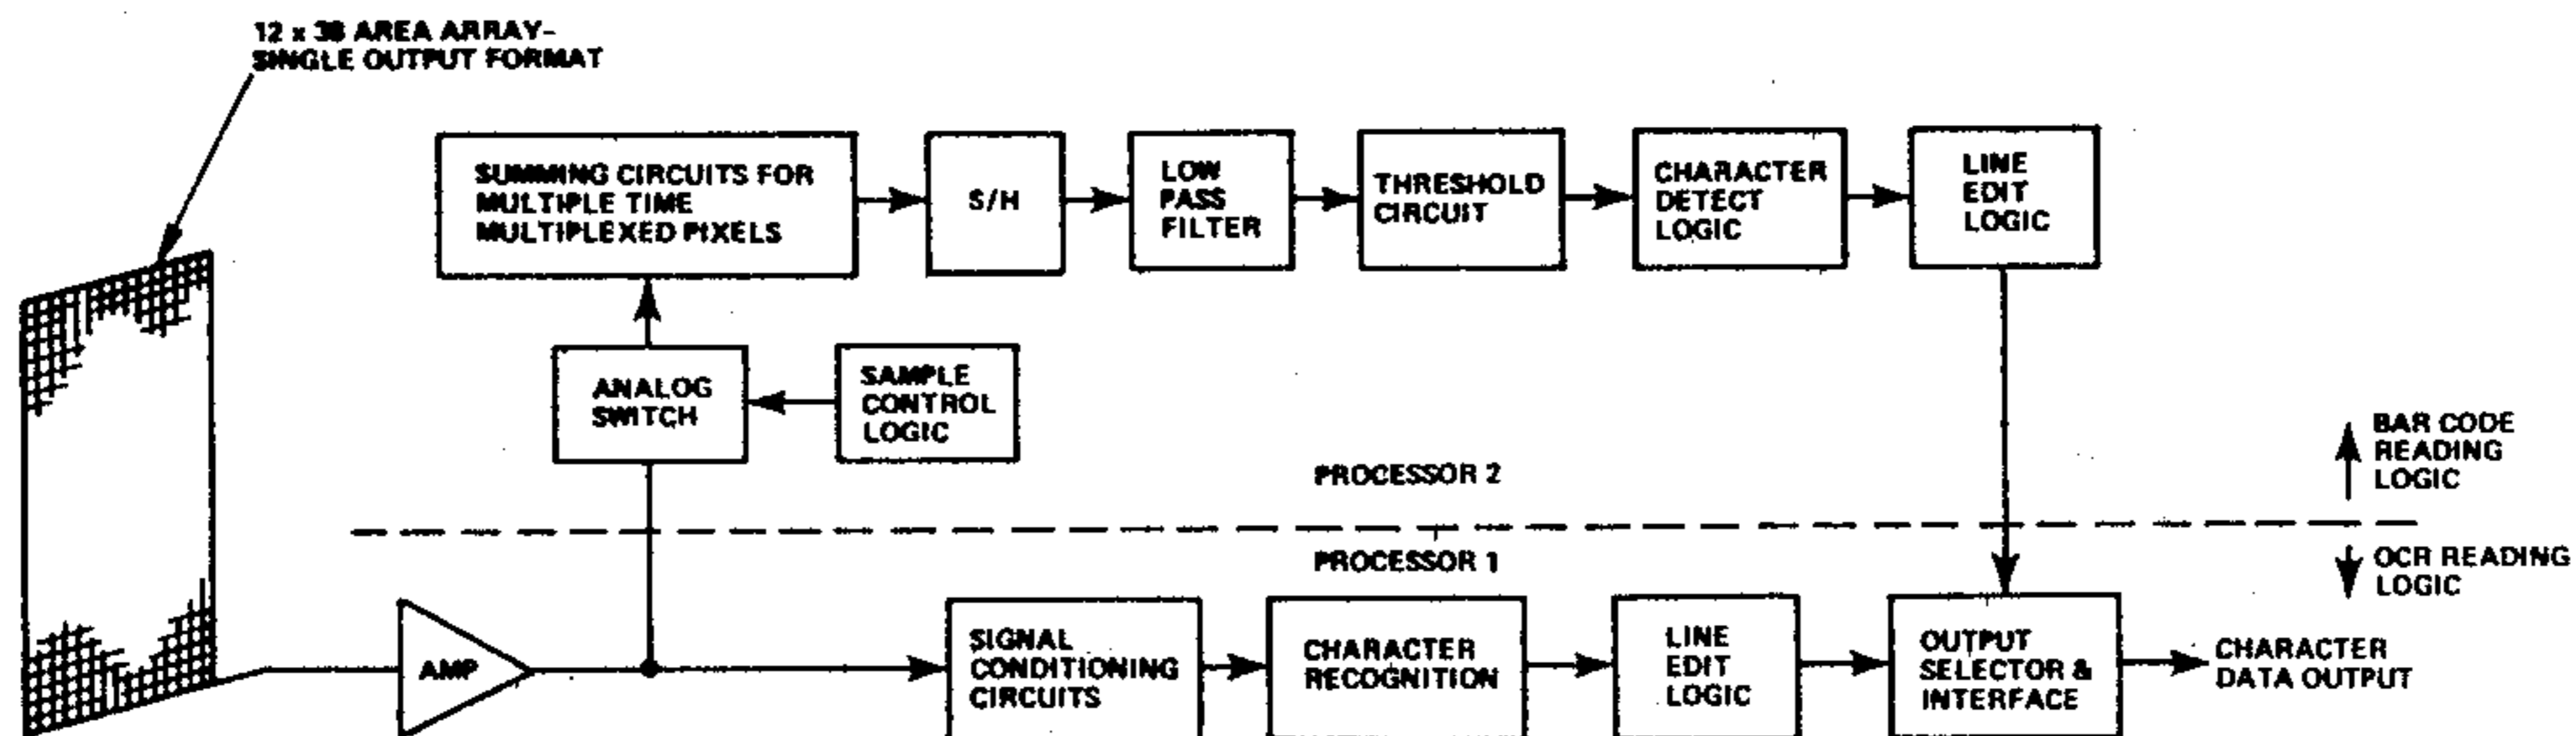 12 x 38 AREA ARRAY-
SINGLE OUTPUT FORMAT
SUMMING CIRCUITS FOR
MULTIPLE TIME
MULTIPLEXED PIXELS
S/H
LOW
PASS
FILTER
THRESHOLD
CIRCUIT
CHARACTER
DETECT
LOGIC
LINE
EDIT
LOGIC
ANALOG
SWITCH
SAMPLE
CONTROL
LOGIC
BAR CODE
READING
LOGIC
PROCESSOR 2
PROCESSOR 1
OCR READING
LOGIC
AMP
SIGNAL
CONDITIONING
CIRCUITS
CHARACTER
RECOGNITION
LINE
EDIT
LOGIC
OUTPUT
SELECTOR &
INTERFACE
CHARACTER
DATA OUTPUT